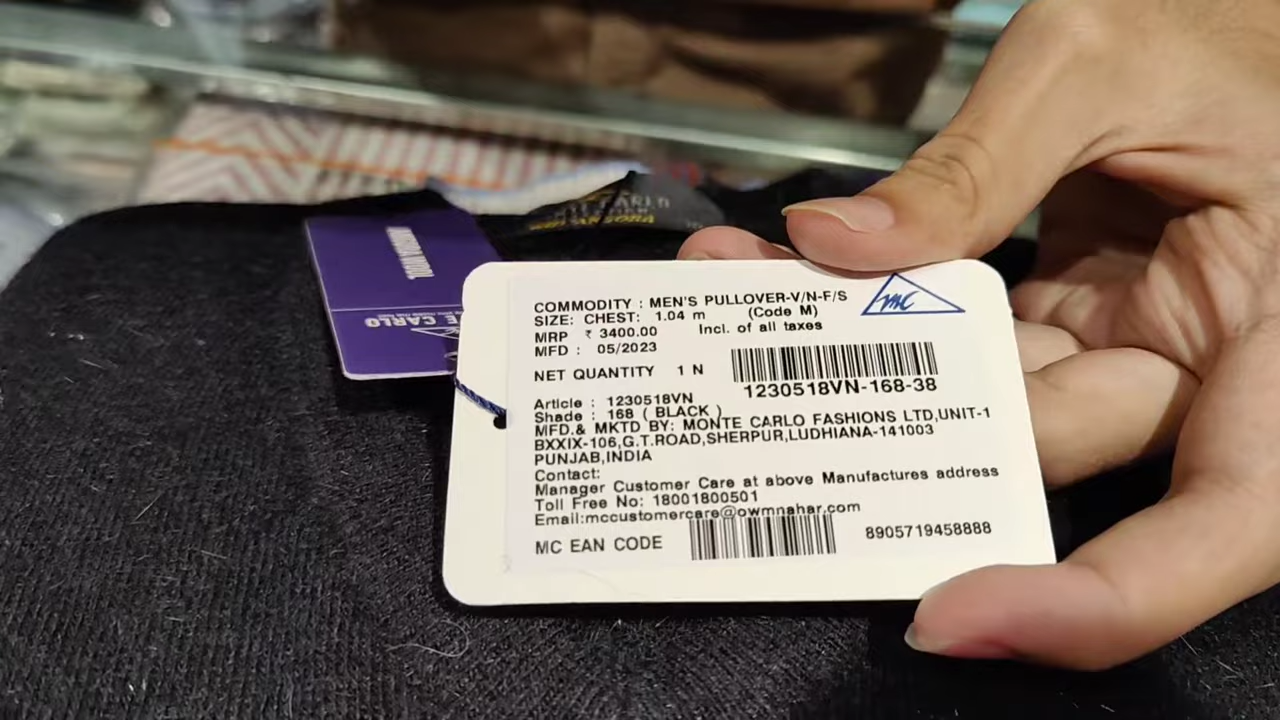 COMMODITY : MEN'S PULLOVER-V/N-F/S
SIZE: CHEST: 1.04 m (Code M)
MRP ₹ 3400.00 Incl. of all taxes
MFD : 05/2023
NET QUANTITY 1 N
MC
1230518VN-168-38
Article : 1230518VN
Shade : 168 ( BLACK )
MFD.& MKTD BY: MONTE CARLO FASHIONS LTD,UNIT-1
BXXIX-106,G.T.ROAD,SHERPUR,LUDHIANA-141003
PUNJAB,INDIA
Contact:
Manager Customer Care at above Manufactures address
Toll Free No: 18001800501
Email:mccustomercare@owmnahar.com
MC EAN CODE 8905719458888
WOOL
E CARLO